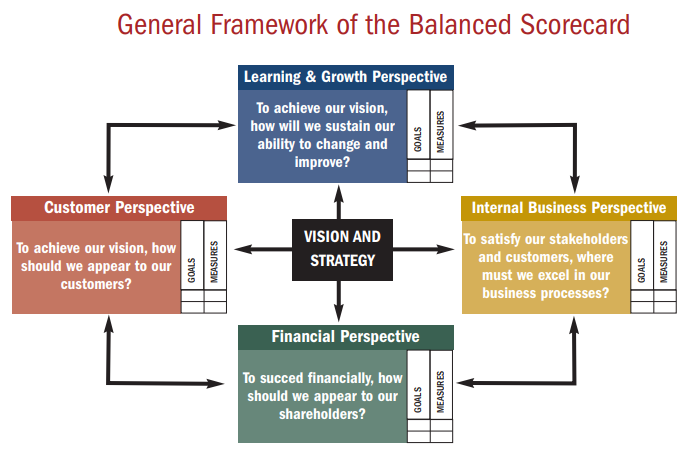 General Framework of the Balanced Scorecard
Learning & Growth Perspective
To achieve our vision,
how will we sustain our
ability to change and
improve?
GOALS
MEASURES
Customer Perspective
To achieve our vision, how
should we appear to our
customers?
GOALS
MEASURES
VISION AND
STRATEGY
Internal Business Perspective
To satisfy our stakeholders
and customers, where
must we excel in our
business processes?
GOALS
MEASURES
Financial Perspective
To succed financially, how
should we appear to our
shareholders?
GOALS
MEASURES